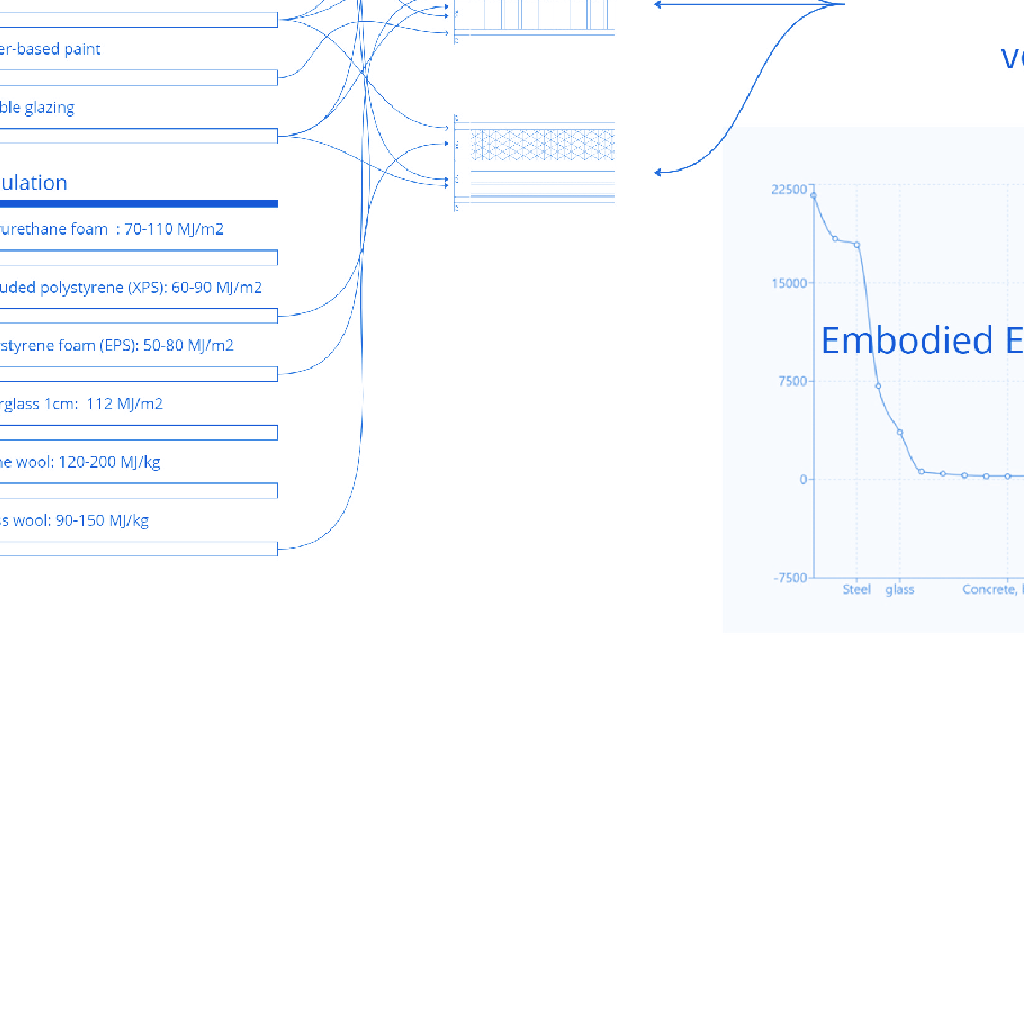 er-based paint
ble glazing
ulation
urethane foam : 70-110 MJ/m2
uded polystyrene (XPS): 60-90 MJ/m2
styrene foam (EPS): 50-80 MJ/m2
rglass 1cm: 112 MJ/m2
ne wool: 120-200 MJ/kg
s wool: 90-150 MJ/kg
22500
15000
Embodied E
7500
0
-7500
Steel glass Concrete,